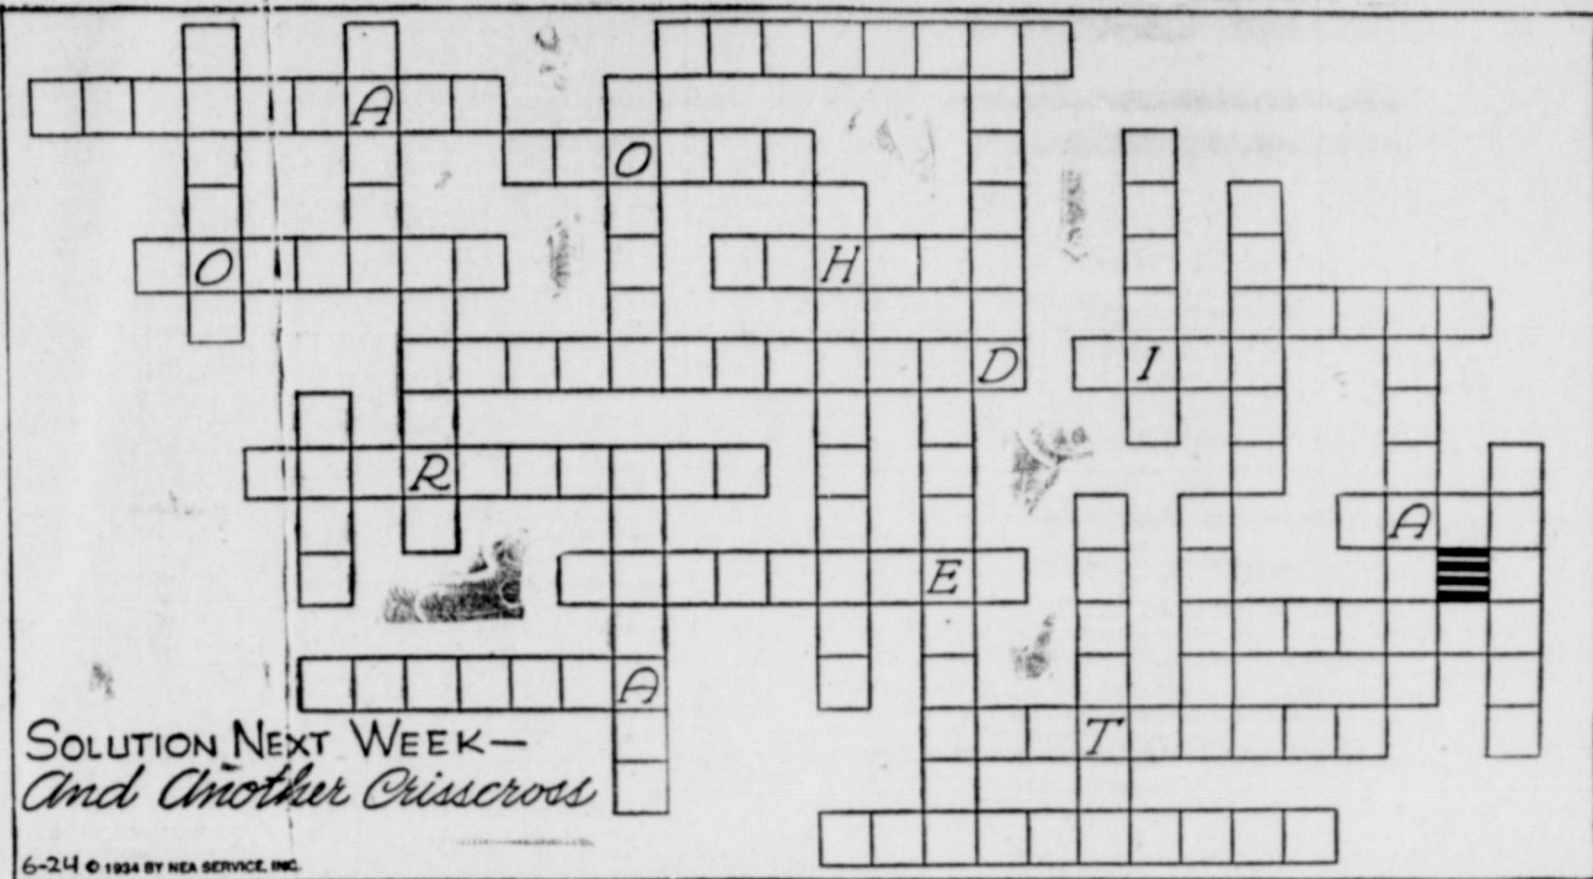 A
O
O
H
D
I
R
A
E
A
T
SOLUTION NEXT WEEK—
And Another Crisscross
6-24 © 1934 BY NEA SERVICE, INC.